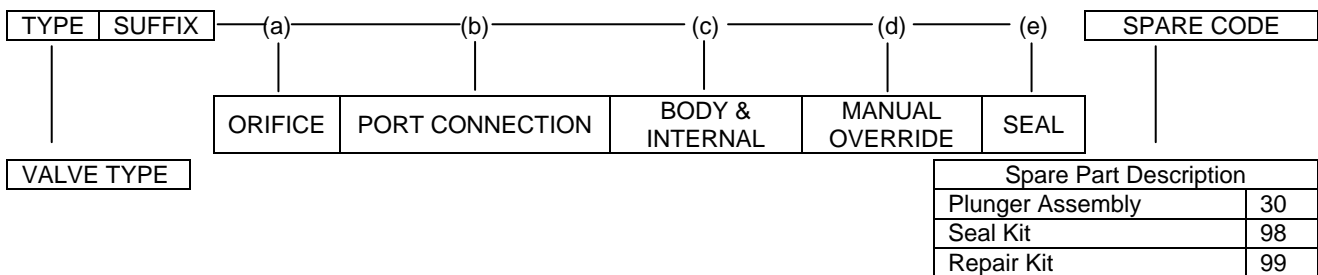 TYPE SUFFIX (a) (b) (c) (d) (e) SPARE CODE
ORIFICE PORT CONNECTION BODY & INTERNAL MANUAL OVERRIDE SEAL
VALVE TYPE
Spare Part Description
Plunger Assembly 30
Seal Kit 98
Repair Kit 99